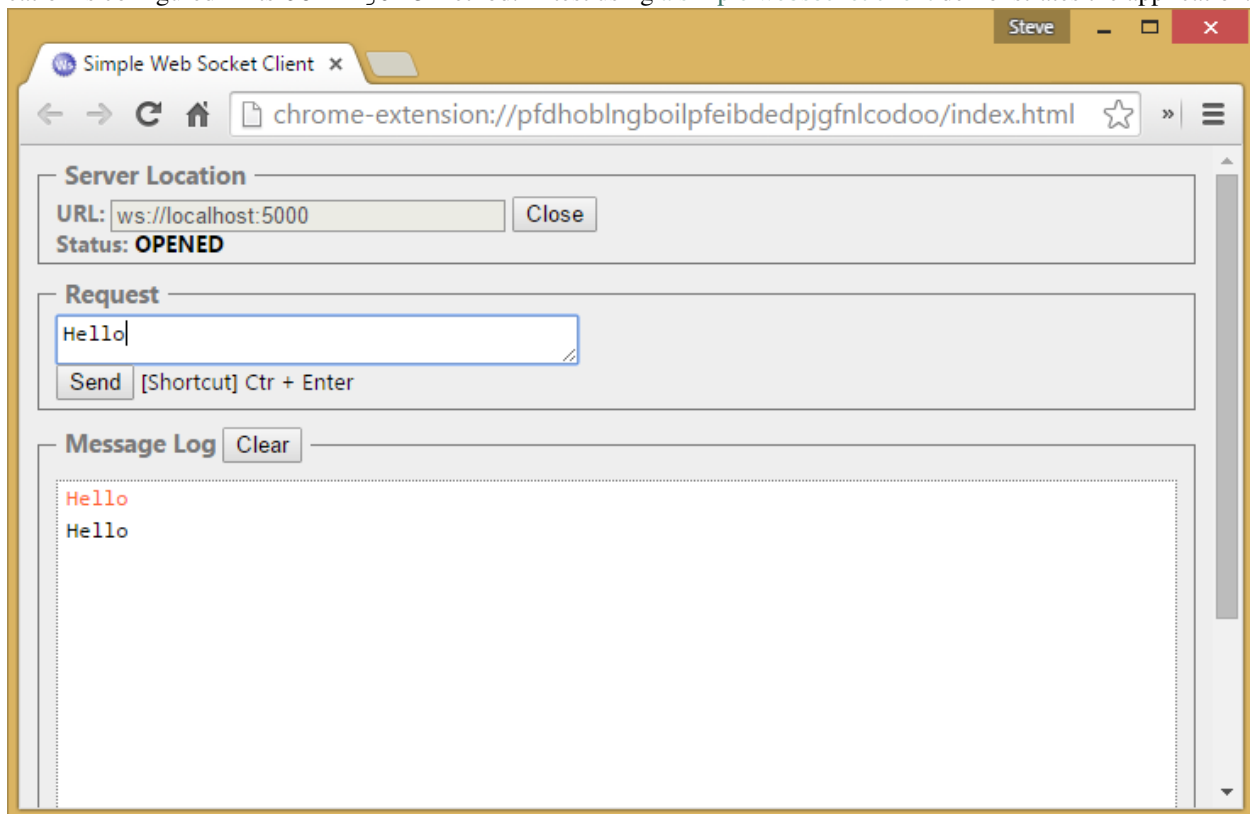 Steve
Simple Web Socket Client
chrome-extension://pfdhoblngboilpfeibdedpjgfnlcodoo/index.html
Server Location
URL: ws://localhost:5000 Close
Status: OPENED
Request
Hello
Send [Shortcut] Ctr + Enter
Message Log Clear
Hello
Hello